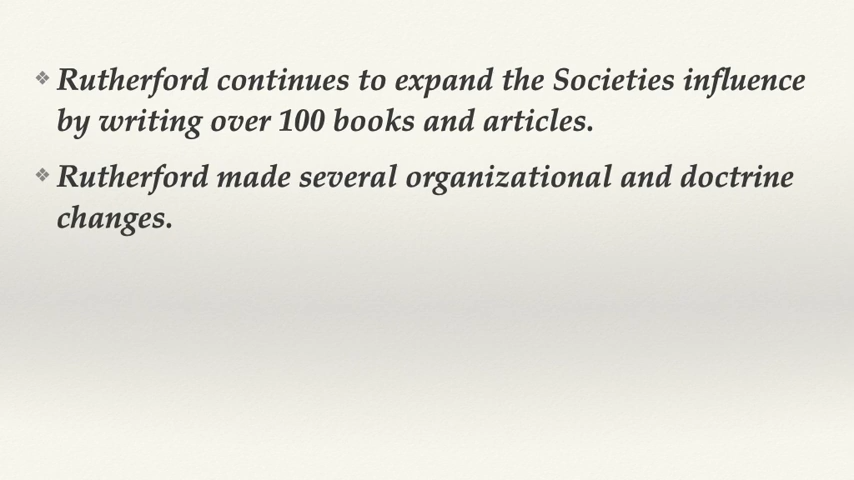 ❖ Rutherford continues to expand the Societies influence
by writing over 100 books and articles.
❖ Rutherford made several organizational and doctrine
changes.